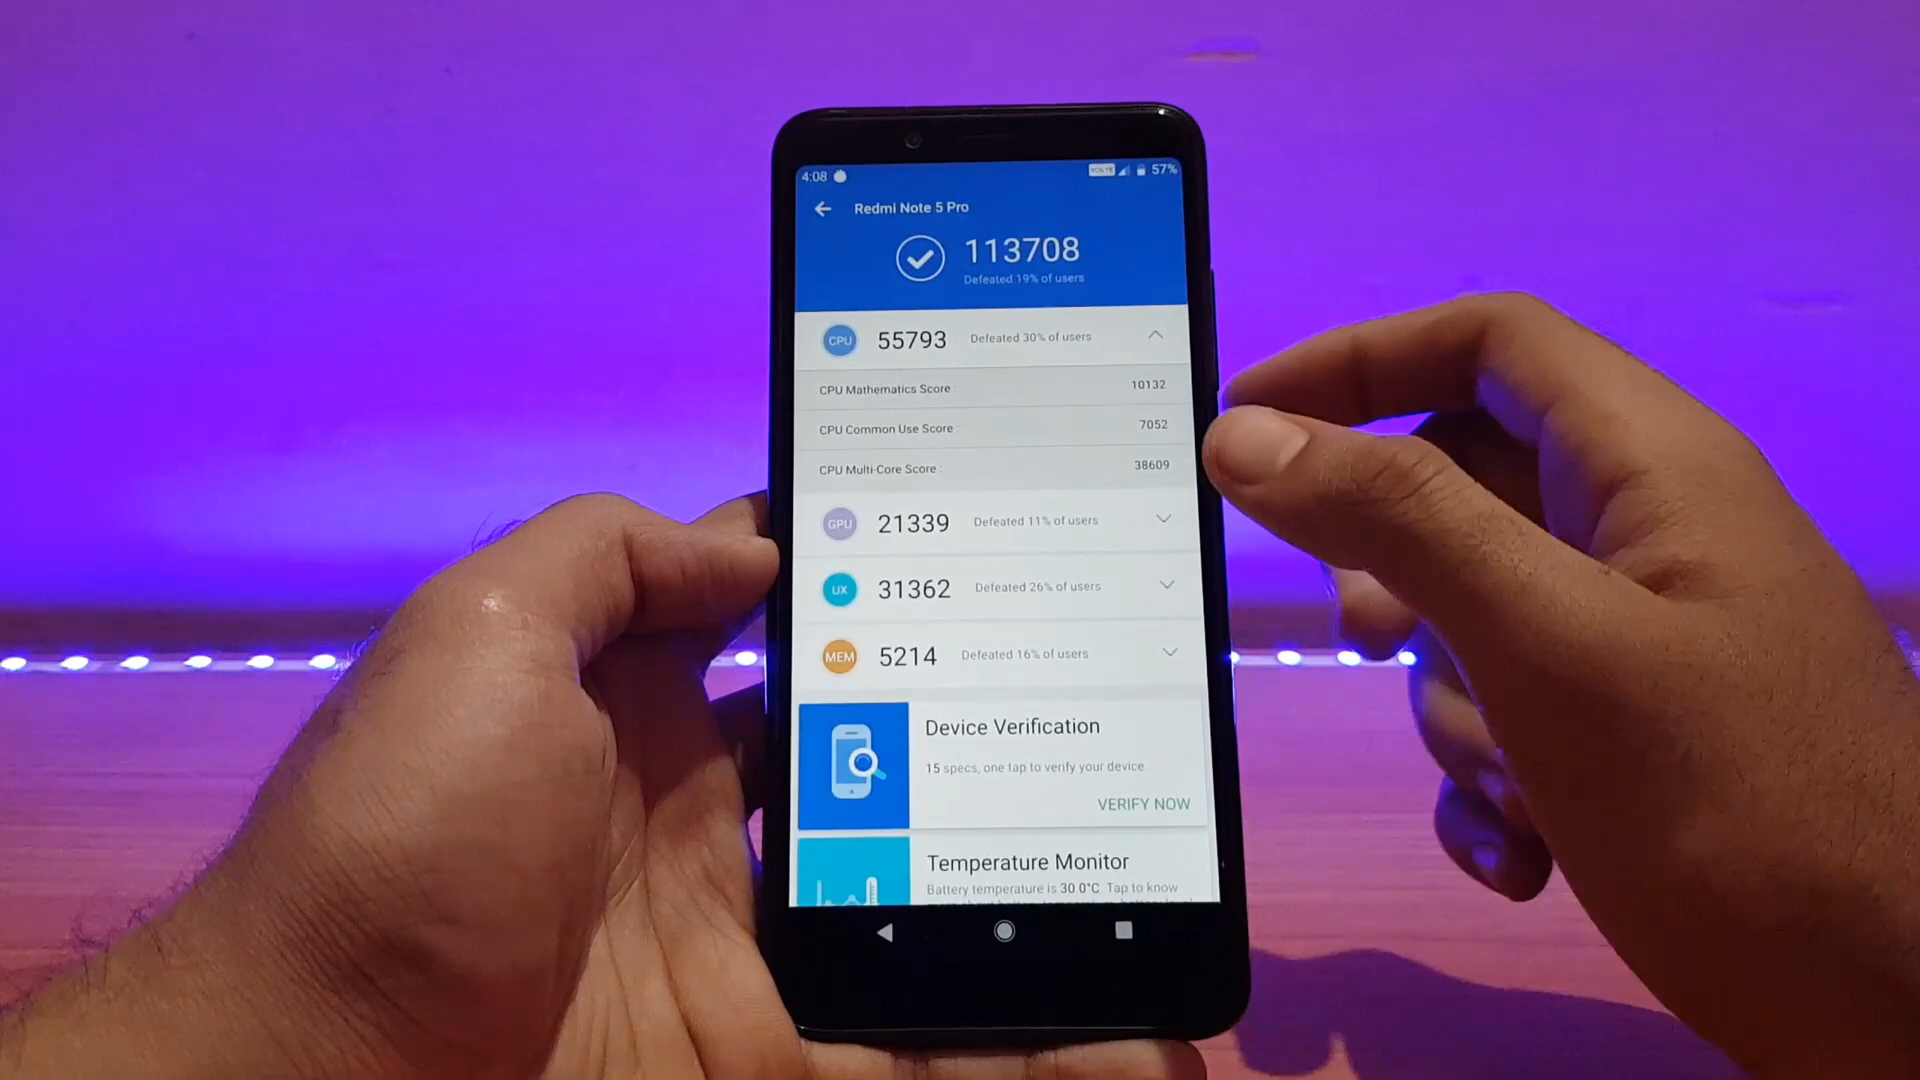 4:08 VOLTE 57%
Redmi Note 5 Pro
113708
Defeated 19% of users
CPU 55793 Defeated 30% of users
CPU Mathematics Score : 10132
CPU Common Use Score : 7052
CPU Multi-Core Score : 38609
GPU 21339 Defeated 11% of users
UX 31362 Defeated 26% of users
MEM 5214 Defeated 16% of users
Device Verification
15 specs, one tap to verify your device
VERIFY NOW
Temperature Monitor
Battery temperature is 30.0°C. Tap to know